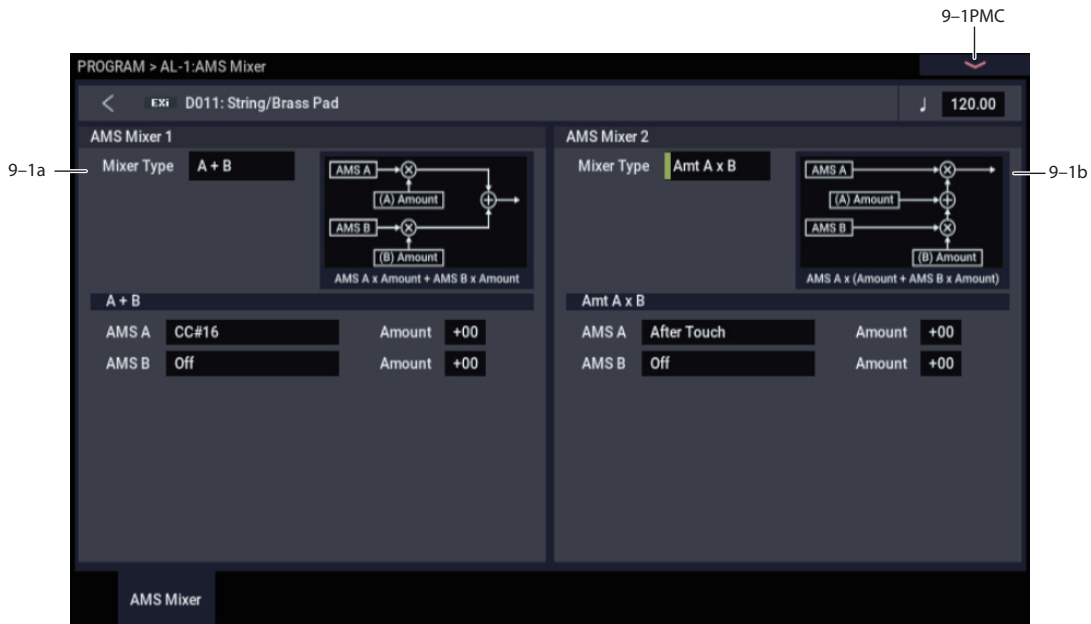 9–1PMC
PROGRAM > AL-1:AMS Mixer
EXi D011: String/Brass Pad
♩ 120.00
AMS Mixer 1
9–1a
Mixer Type A + B
AMS A
(A) Amount
AMS B
(B) Amount
AMS A x Amount + AMS B x Amount
A + B
AMS A CC#16 Amount +00
AMS B Off Amount +00
AMS Mixer 2
Mixer Type Amt A x B
9–1b
AMS A
(A) Amount
AMS B
(B) Amount
AMS A x (Amount + AMS B x Amount)
Amt A x B
AMS A After Touch Amount +00
AMS B Off Amount +00
AMS Mixer